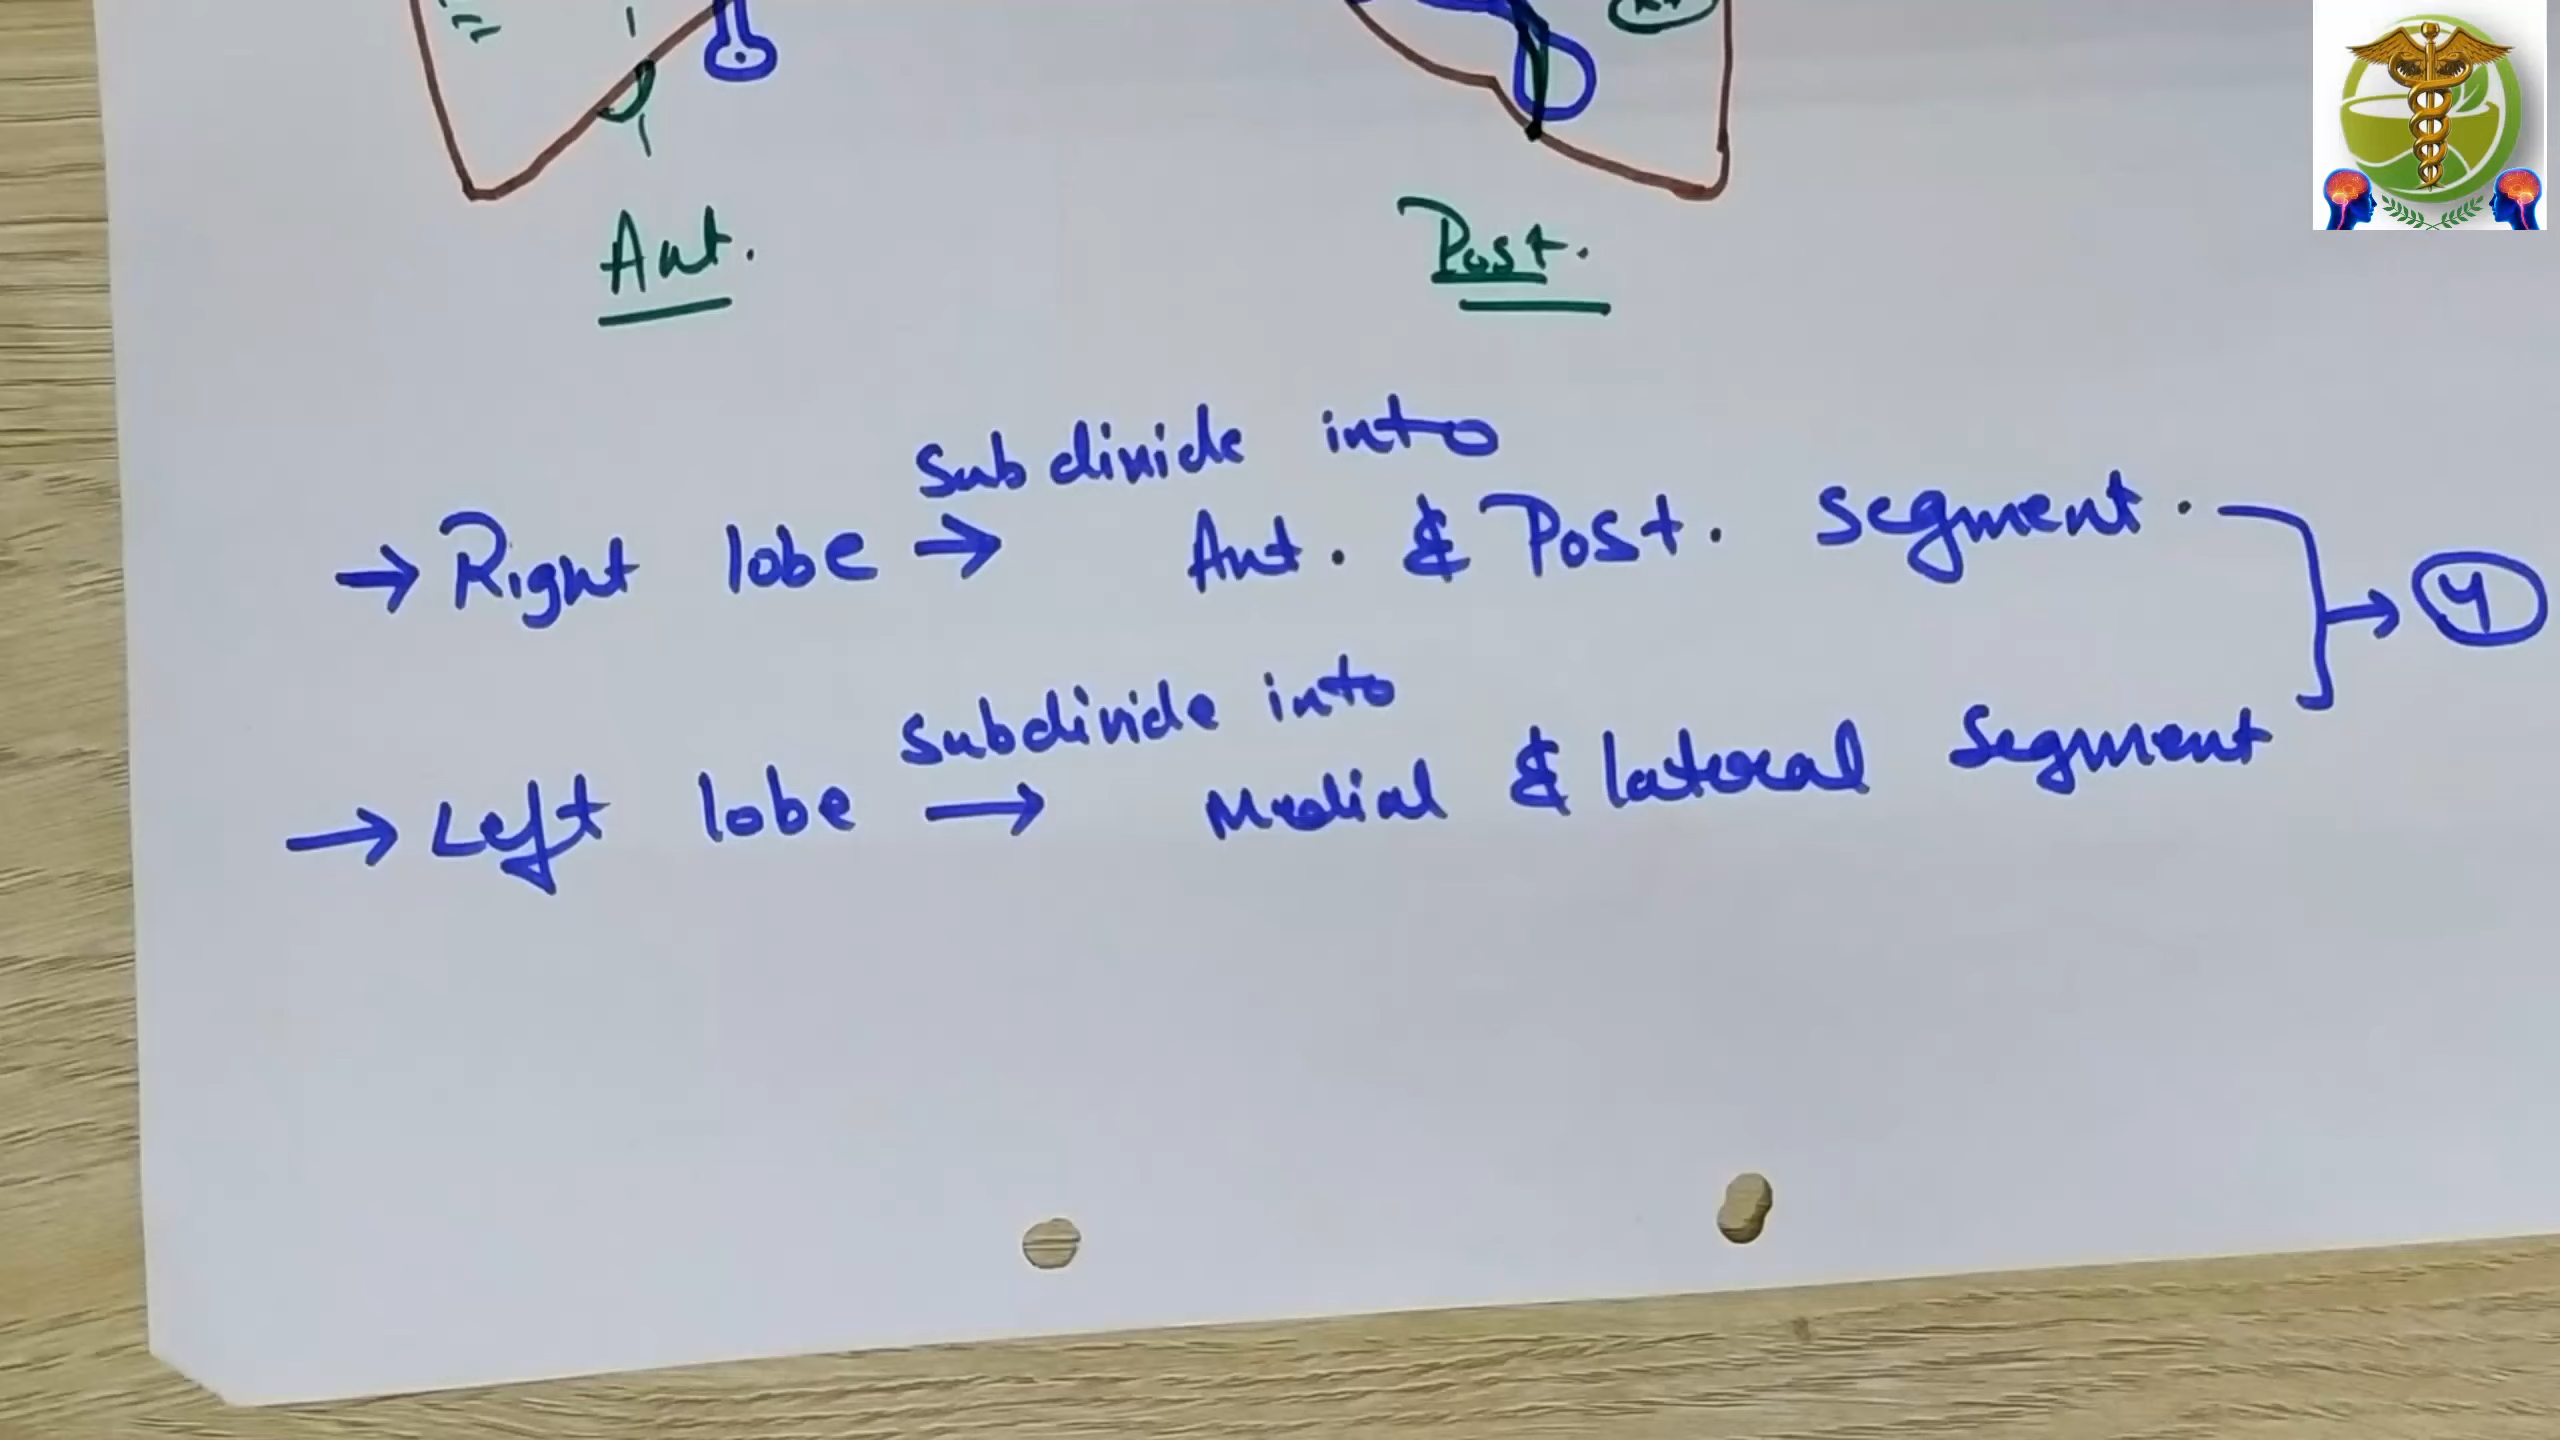 Ant.
Post.
Subdivide into
→ Right lobe → Ant. & Post. segment.
→ 4
Subdivide into
→ Left lobe → Medial & lateral segment